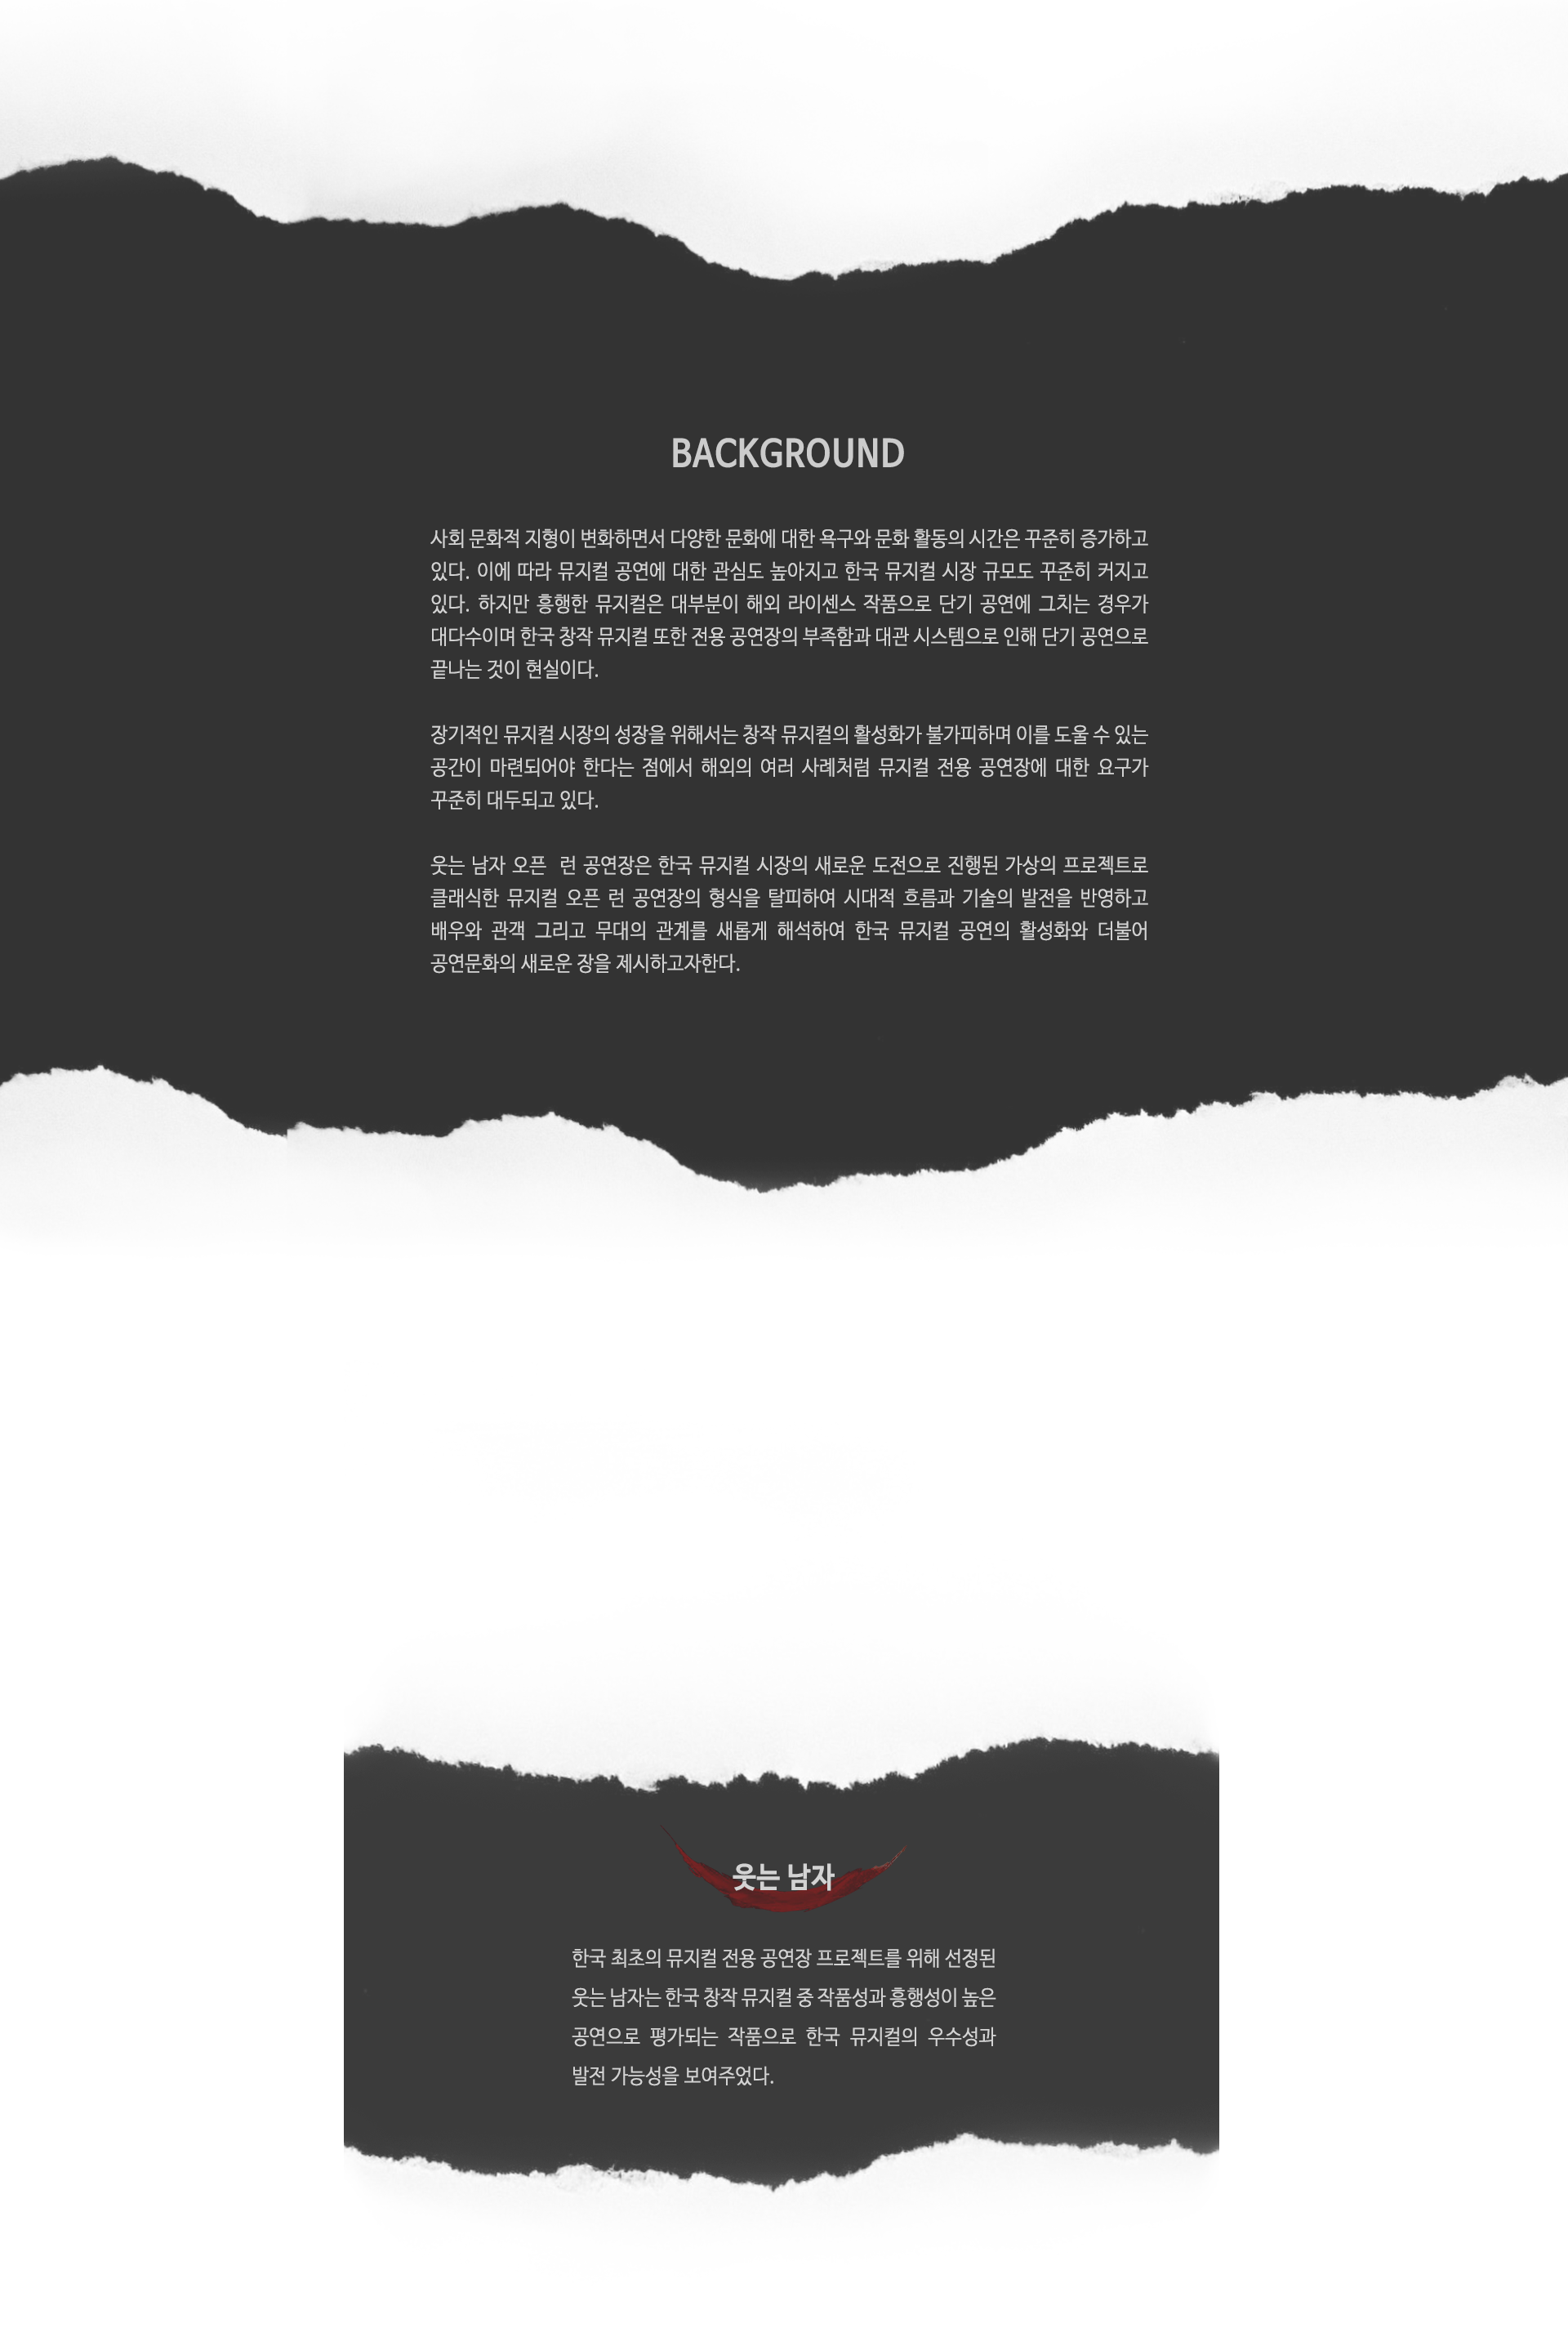 BACKGROUND
사회 문화적 지형이 변화하면서 다양한 문화에 대한 욕구와 문화 활동의 시간은 꾸준히 증가하고
있다. 이에 따라 뮤지컬 공연에 대한 관심도 높아지고 한국 뮤지컬 시장 규모도 꾸준히 커지고
있다. 하지만 흥행한 뮤지컬은 대부분이 해외 라이센스 작품으로 단기 공연에 그치는 경우가
대다수이며 한국 창작 뮤지컬 또한 전용 공연장의 부족함과 대관 시스템으로 인해 단기 공연으로
끝나는 것이 현실이다.
장기적인 뮤지컬 시장의 성장을 위해서는 창작 뮤지컬의 활성화가 불가피하며 이를 도울 수 있는
공간이 마련되어야 한다는 점에서 해외의 여러 사례처럼 뮤지컬 전용 공연장에 대한 요구가
꾸준히 대두되고 있다.
웃는 남자 오픈 런 공연장은 한국 뮤지컬 시장의 새로운 도전으로 진행된 가상의 프로젝트로
클래식한 뮤지컬 오픈 런 공연장의 형식을 탈피하여 시대적 흐름과 기술의 발전을 반영하고
배우와 관객 그리고 무대의 관계를 새롭게 해석하여 한국 뮤지컬 공연의 활성화와 더불어
공연문화의 새로운 장을 제시하고자한다.
웃는 남자
한국 최초의 뮤지컬 전용 공연장 프로젝트를 위해 선정된
웃는 남자는 한국 창작 뮤지컬 중 작품성과 흥행성이 높은
공연으로 평가되는 작품으로 한국 뮤지컬의 우수성과
발전 가능성을 보여주었다.